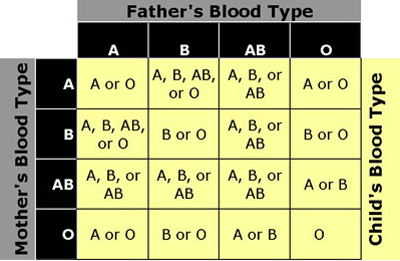 Father's Blood Type
A B AB O
Mother's Blood Type
Child's Blood Type
A
A or O
A, B, AB,
or O
A, B, or
AB
A or O
B
A, B, AB,
or O
B or O
A, B, or
AB
B or O
AB
A, B, or
AB
A, B, or
AB
A, B, or
AB
A or B
O
A or O
B or O
A or B
O